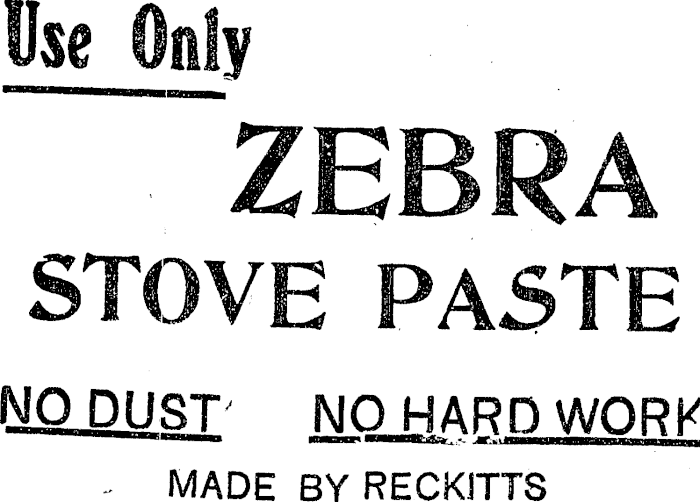 Use Only
ZEBRA
STOVE PASTE
NO DUST NO HARD WORK
MADE BY RECKITTS